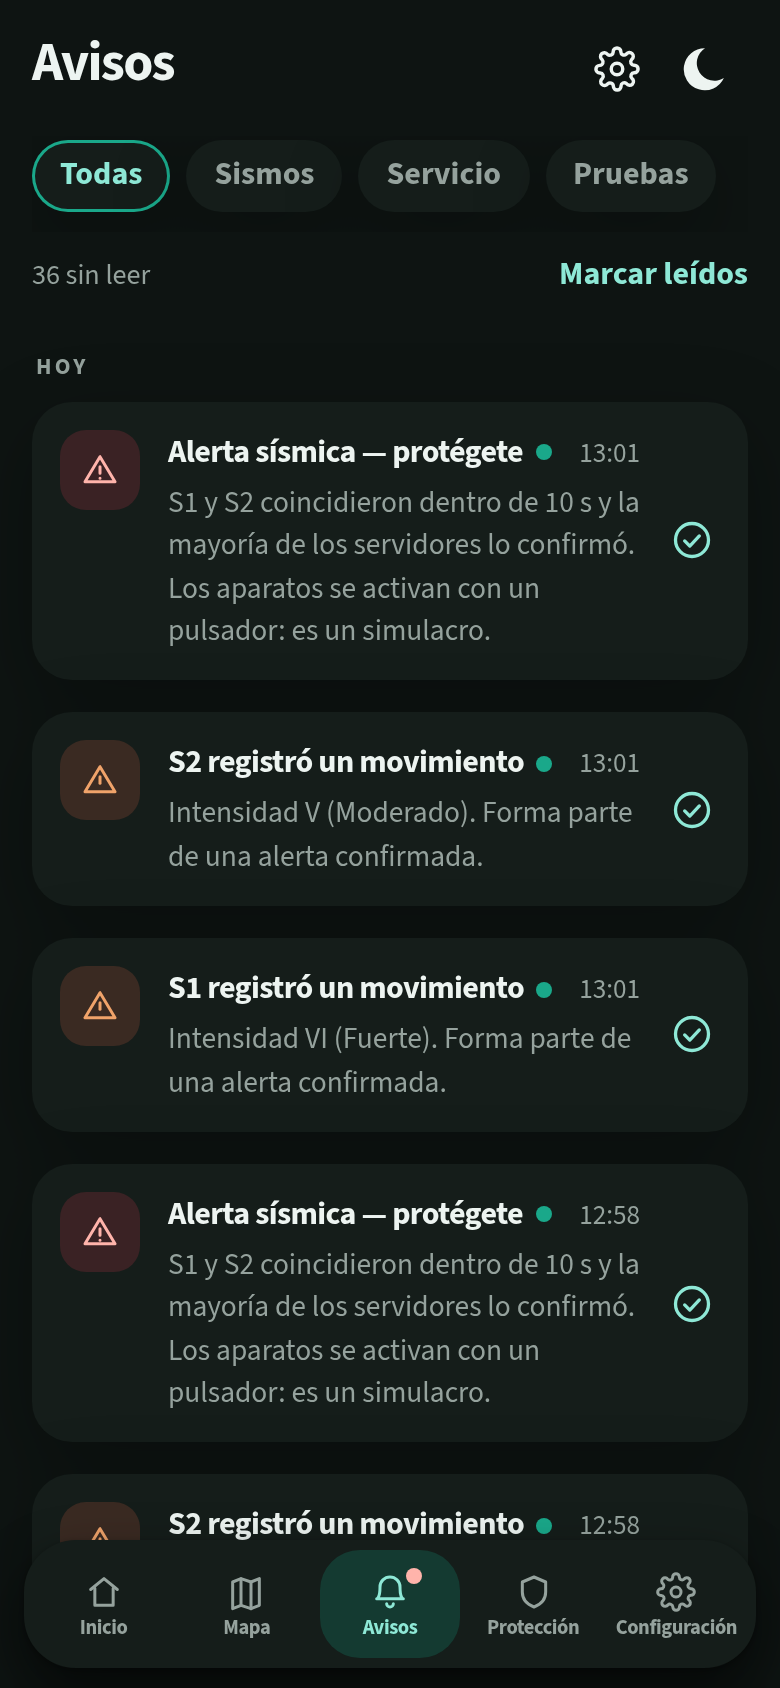 Avisos
Todas
Sismos
Servicio
Pruebas
36 sin leer
Marcar leídos
HOY
Alerta sísmica — protégete
13:01
S1 y S2 coincidieron dentro de 10 s y la
mayoría de los servidores lo confirmó.
Los aparatos se activan con un
pulsador: es un simulacro.
S2 registró un movimiento
13:01
Intensidad V (Moderado). Forma parte
de una alerta confirmada.
S1 registró un movimiento
13:01
Intensidad VI (Fuerte). Forma parte de
una alerta confirmada.
Alerta sísmica — protégete
12:58
S1 y S2 coincidieron dentro de 10 s y la
mayoría de los servidores lo confirmó.
Los aparatos se activan con un
pulsador: es un simulacro.
S2 registró un movimiento
12:58
Inicio
Mapa
Avisos
Protección
Configuración